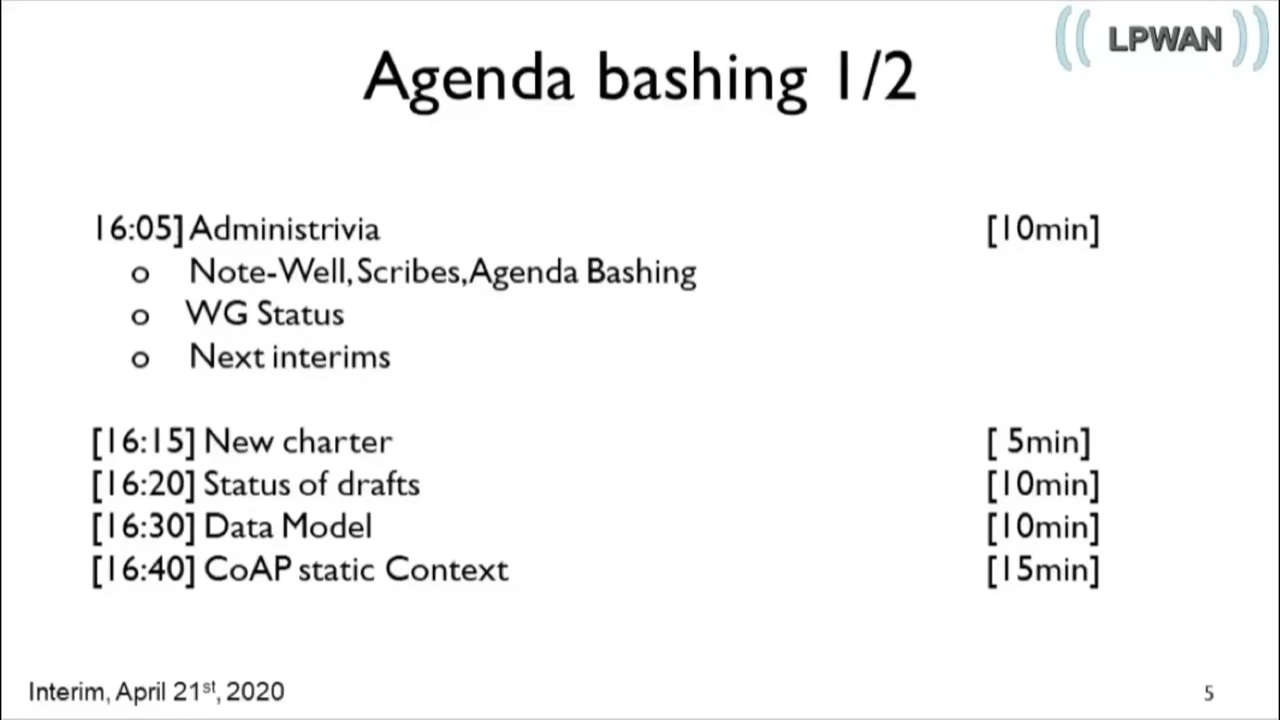 LPWAN
Agenda bashing 1/2
16:05] Administrivia [10min]
o Note-Well, Scribes, Agenda Bashing
o WG Status
o Next interims
[16:15] New charter [ 5min]
[16:20] Status of drafts [10min]
[16:30] Data Model [10min]
[16:40] CoAP static Context [15min]
Interim, April 21st, 2020 5